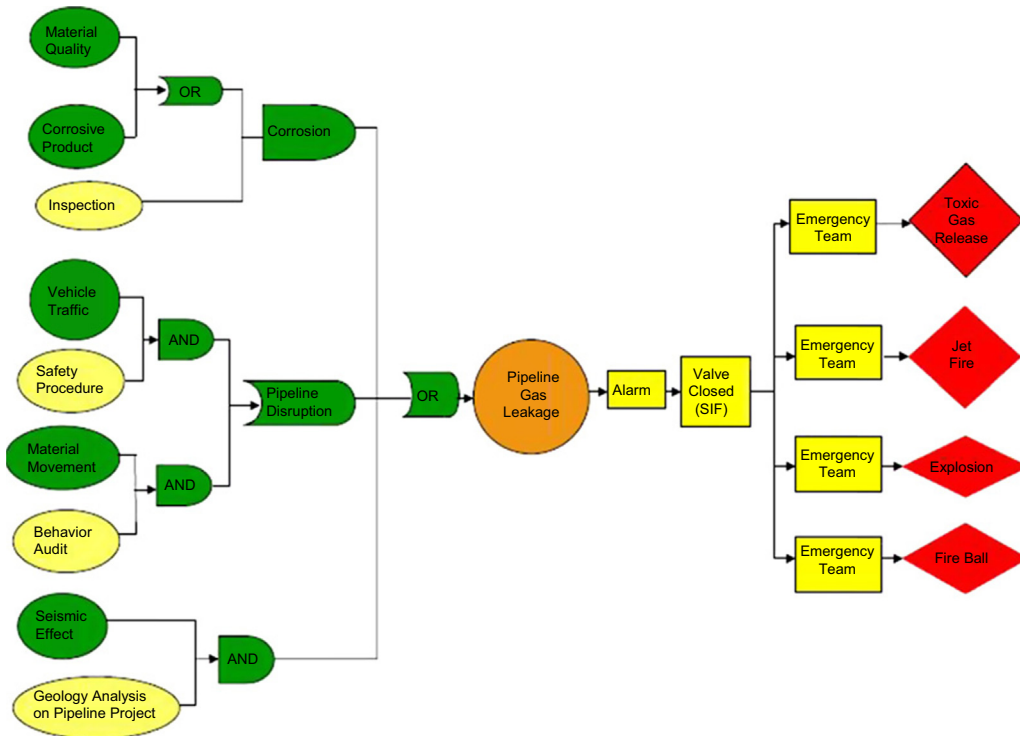 Material
Quality
OR
Corrosive
Product
Corrosion
Inspection
Vehicle
Traffic
AND
Safety
Procedure
Pipeline
Disruption
Material
Movement
AND
Behavior
Audit
Seismic
Effect
AND
Geology Analysis
on Pipeline Project
OR
Pipeline
Gas
Leakage
Alarm
Valve
Closed
(SIF)
Emergency
Team
Toxic
Gas
Release
Emergency
Team
Jet
Fire
Emergency
Team
Explosion
Emergency
Team
Fire Ball